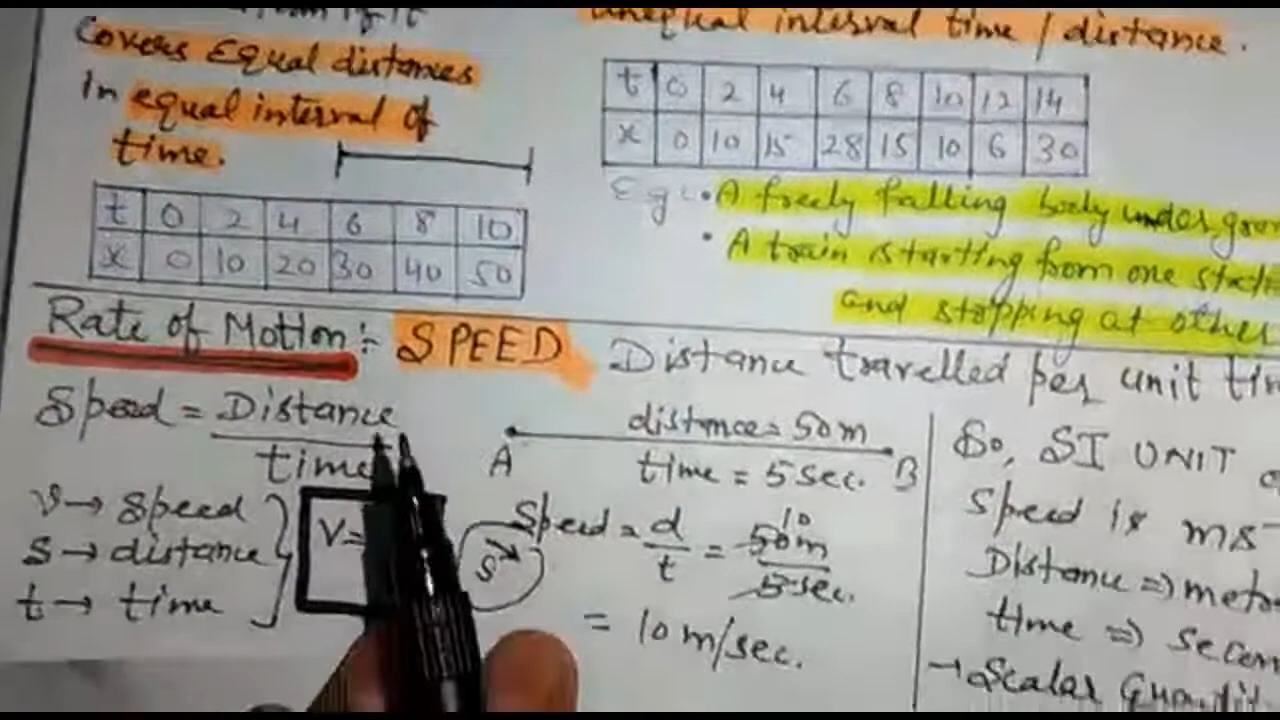 Covers Equal distances
In equal interval of
time.
t 0 2 4 6 8 10
x 0 10 20 30 40 50
unequal interval time / distance.
t 0 2 4 6 8 10 12 14
x 0 10 15 28 15 10 6 30
Eg:. A freely falling body under
. A train starting from one
and stopping at other
Rate of Motion:- SPEED Distance travelled per unit
Speed = Distance
time
v → speed
s → distance
t → time
V=
S
distance = 50m
A B
time = 5 sec.
Speed = d/t = 50m/5 sec. 10
= 10 m/sec.
So, SI UNIT
Speed is ms
Distance ⇒
time ⇒
→ Scalar